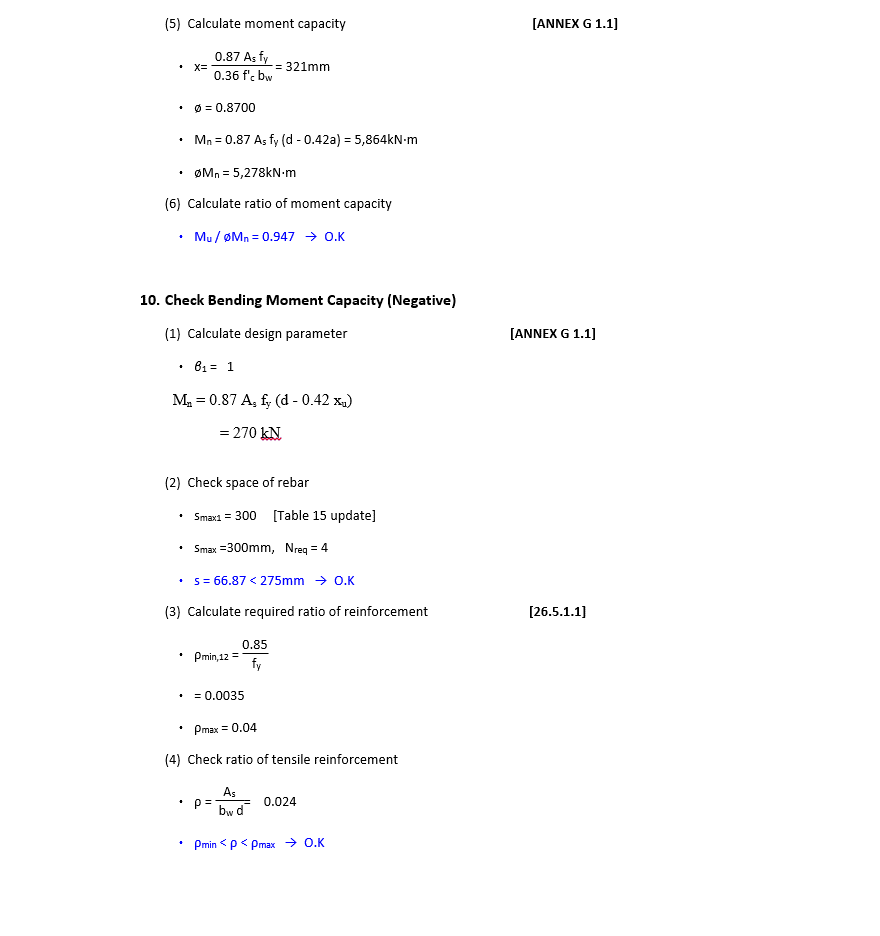 (5) Calculate moment capacity [ANNEX G 1.1]
• x= 0.87 As fy / 0.36 f'c bw = 321mm
• ø = 0.8700
• Mn = 0.87 As fy (d - 0.42a) = 5,864kN·m
• øMn = 5,278kN·m
(6) Calculate ratio of moment capacity
• Mu / øMn = 0.947 → O.K
10. Check Bending Moment Capacity (Negative)
(1) Calculate design parameter [ANNEX G 1.1]
• β1 = 1
Mn = 0.87 As fy (d - 0.42 xu)
= 270 kN
(2) Check space of rebar
• smax1 = 300 [Table 15 update]
• smax =300mm, Nreq = 4
• s = 66.87 < 275mm → O.K
(3) Calculate required ratio of reinforcement [26.5.1.1]
• ρmin,12 = 0.85 / fy
• = 0.0035
• ρmax = 0.04
(4) Check ratio of tensile reinforcement
• ρ = As / bw d = 0.024
• ρmin < ρ < ρmax → O.K